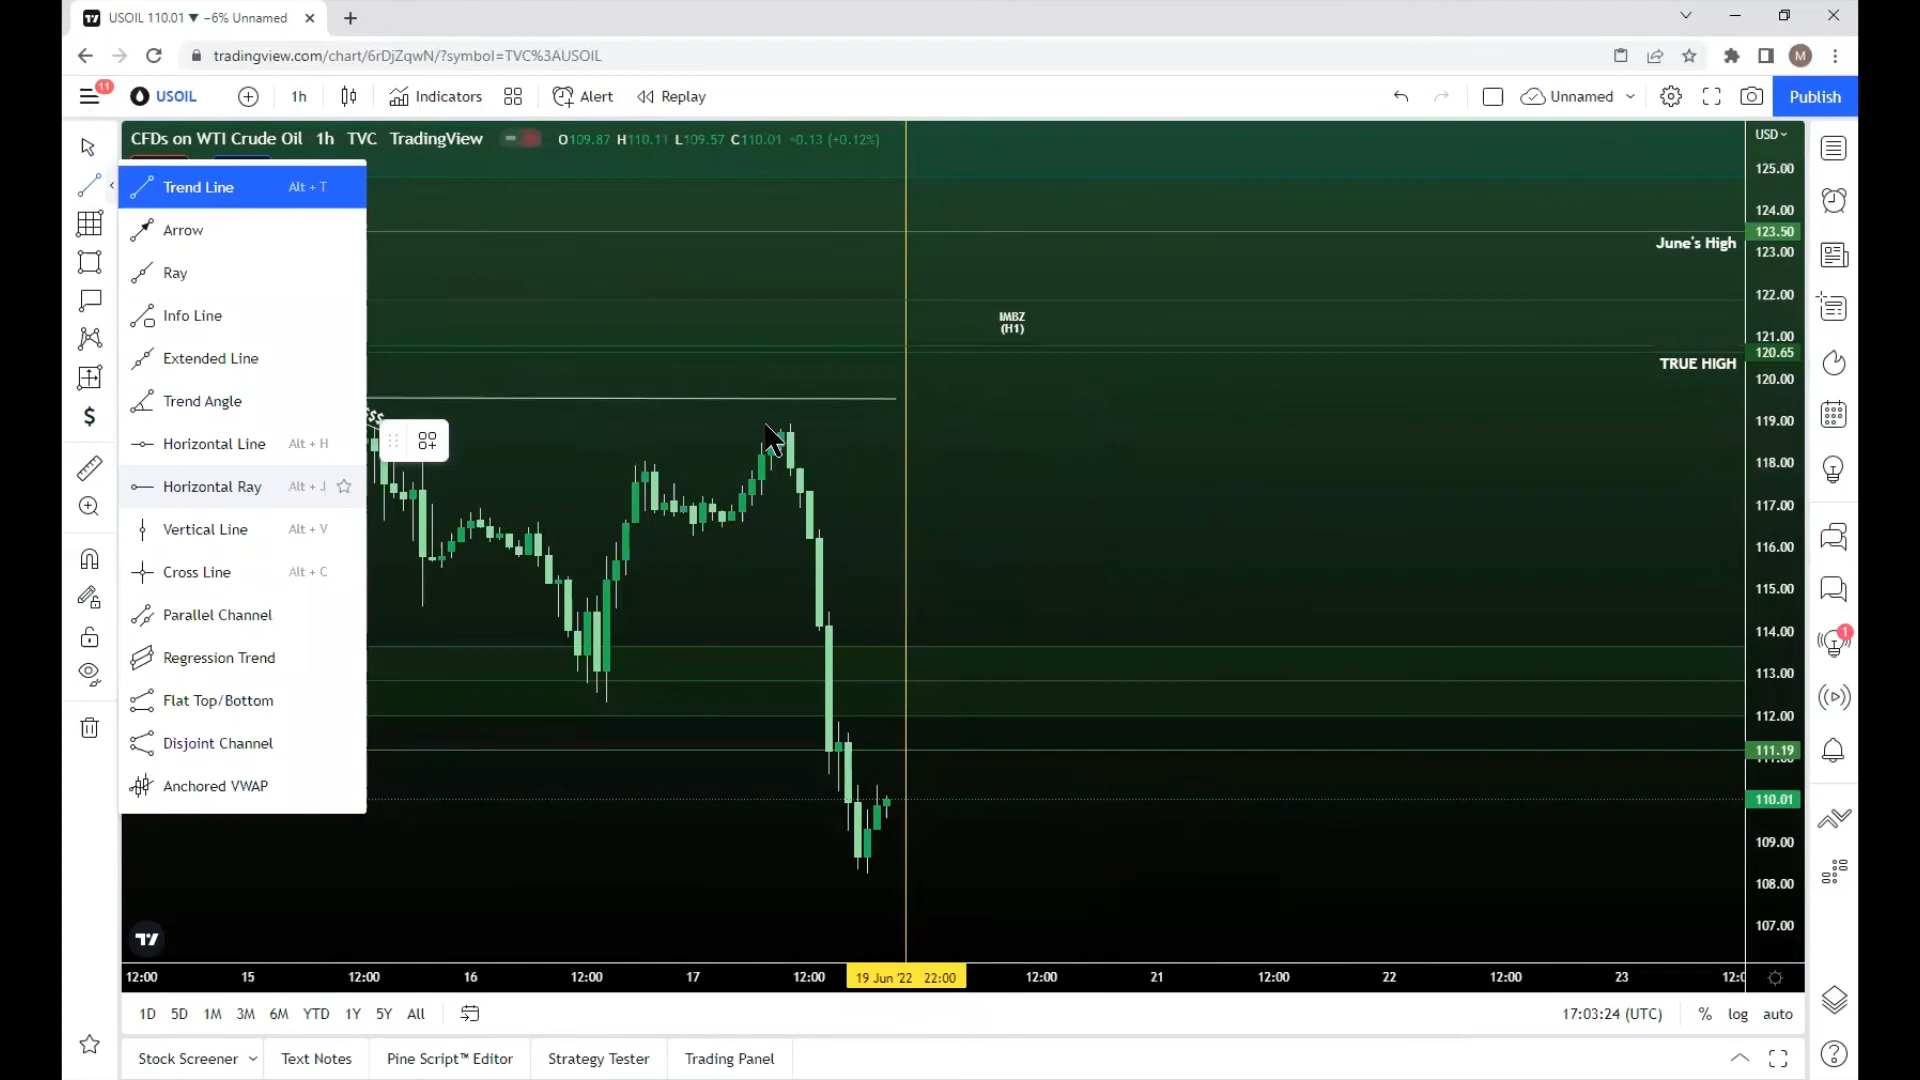 USOIL 110.01 ▼ −6% Unnamed
tradingview.com/chart/6rDjZqwN/?symbol=TVC%3AUSOIL
M
11
USOIL
1h
Indicators
Alert
Replay
Unnamed
Publish
CFDs on WTI Crude Oil 1h TVC TradingView
O109.87 H110.11 L109.57 C110.01 +0.13 (+0.12%)
USD
Trend Line Alt + T
Arrow
Ray
Info Line
Extended Line
Trend Angle
Horizontal Line Alt + H
Horizontal Ray Alt + J
Vertical Line Alt + V
Cross Line Alt + C
Parallel Channel
Regression Trend
Flat Top/Bottom
Disjoint Channel
Anchored VWAP
$$$
June's High
IMBZ
(H1)
TRUE HIGH
125.00
124.00
123.50
123.00
122.00
121.00
120.65
120.00
119.00
118.00
117.00
116.00
115.00
114.00
113.00
112.00
111.19
110.01
109.00
108.00
107.00
1
12:00 15 12:00 16 12:00 17 12:00 19 Jun '22 22:00 12:00 21 12:00 22 12:00 23
1D 5D 1M 3M 6M YTD 1Y 5Y All
17:03:24 (UTC) % log auto
Stock Screener Text Notes Pine Script™ Editor Strategy Tester Trading Panel